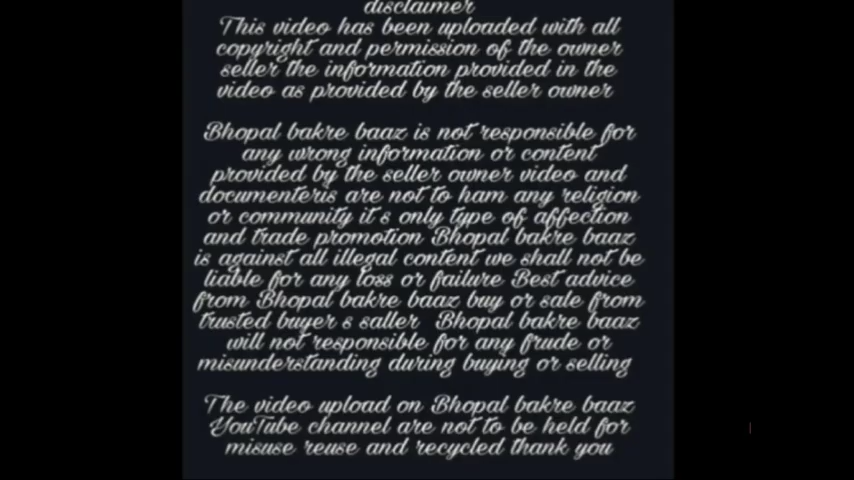 disclaimer
This video has been uploaded with all
copyright and permission of the owner
seller the information provided in the
video as provided by the seller owner
Bhopal bakre baaz is not responsible for
any wrong information or content
provided by the seller owner video and
documenteris are not to ham any religion
or community it s only type of affection
and trade promotion Bhopal bakre baaz
is against all illegal content we shall not be
liable for any loss or failure Best advice
from Bhopal bakre baaz buy or sale from
trusted buyer s saller Bhopal bakre baaz
will not responsible for any frude or
misunderstanding during buying or selling
The video upload on Bhopal bakre baaz
YouTube channel are not to be held for
misuse reuse and recycled thank you